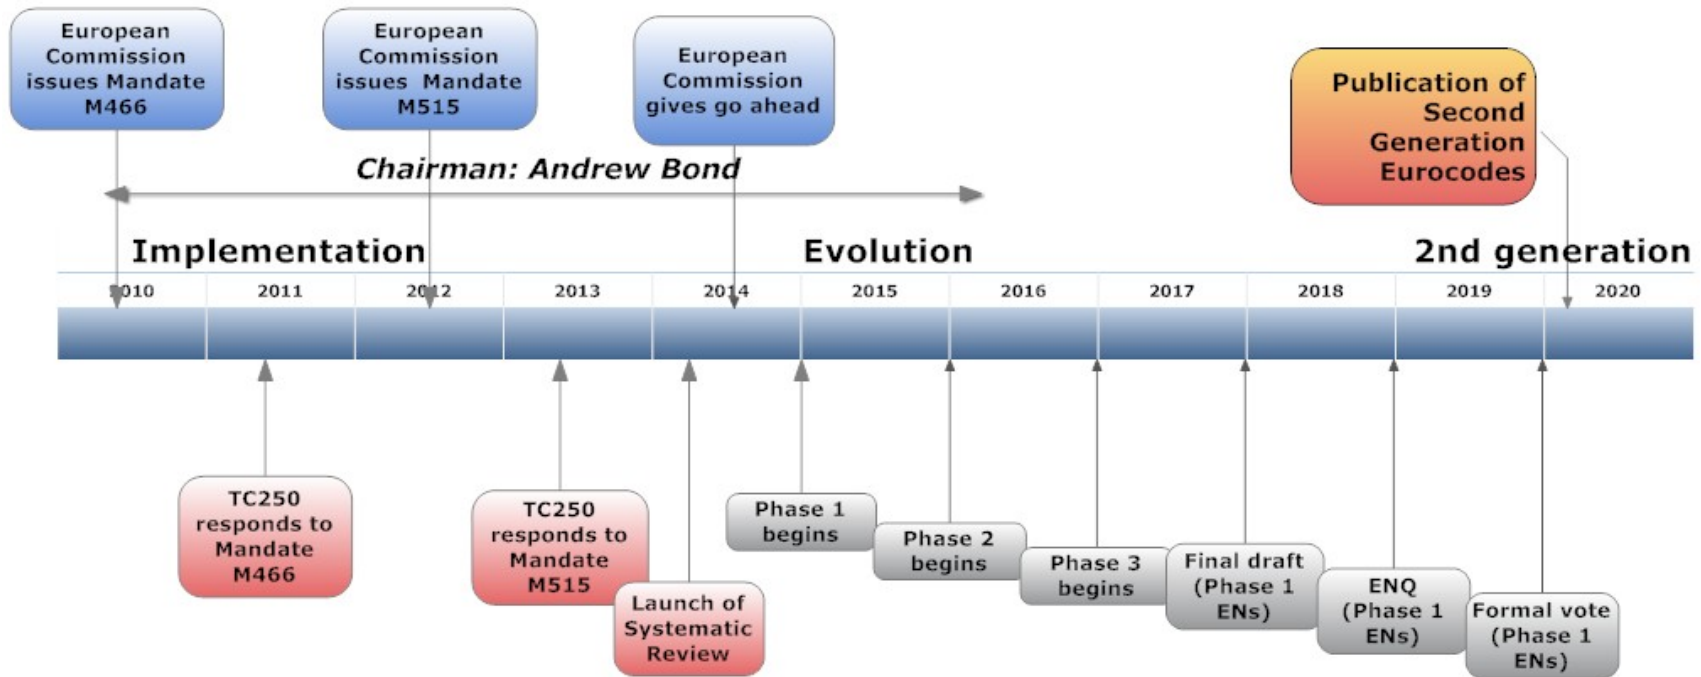 European
Commission
issues Mandate
M466
European
Commission
issues Mandate
M515
European
Commission
gives go ahead
Publication of
Second
Generation
Eurocodes
Chairman: Andrew Bond
Implementation
Evolution
2nd generation
2010
2011
2012
2013
2014
2015
2016
2017
2018
2019
2020
TC250
responds to
Mandate
M466
TC250
responds to
Mandate
M515
Launch of
Systematic
Review
Phase 1
begins
Phase 2
begins
Phase 3
begins
Final draft
(Phase 1
ENs)
ENQ
(Phase 1
ENs)
Formal vote
(Phase 1
ENs)